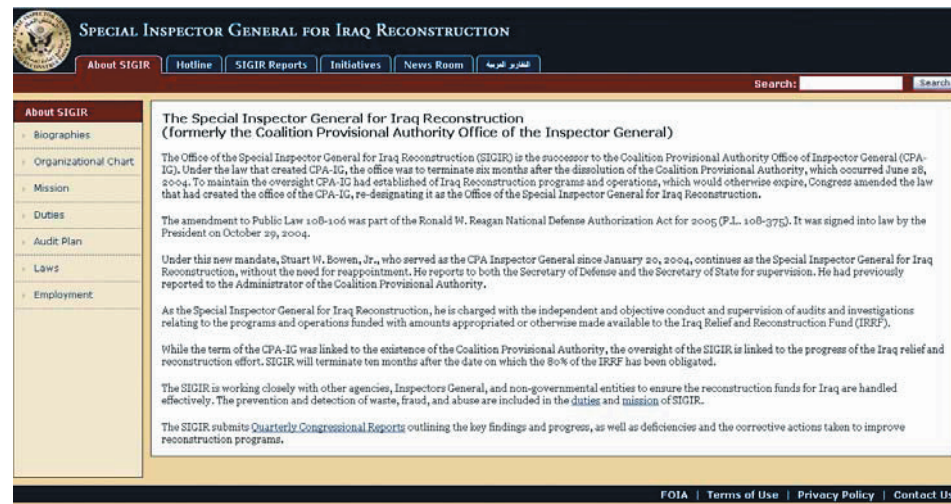 SPECIAL INSPECTOR GENERAL FOR IRAQ RECONSTRUCTION
About SIGIR Hotline SIGIR Reports Initiatives News Room التقارير العربية
Search: Search
About SIGIR
Biographies
Organizational Chart
Mission
Duties
Audit Plan
Laws
Employment
The Special Inspector General for Iraq Reconstruction
(formerly the Coalition Provisional Authority Office of the Inspector General)
The Office of the Special Inspector General for Iraq Reconstruction (SIGIR) is the successor to the Coalition Provisional Authority Office of Inspector General (CPA-
IG). Under the law that created CPA-IG, the office was to terminate six months after the dissolution of the Coalition Provisional Authority, which occurred June 28,
2004. To maintain the oversight CPA-IG had established of Iraq Reconstruction programs and operations, which would otherwise expire, Congress amended the law
that had created the office of the CPA-IG, re-designating it as the Office of the Special Inspector General for Iraq Reconstruction.
The amendment to Public Law 108-106 was part of the Ronald W. Reagan National Defense Authorization Act for 2005 (P.L. 108-375). It was signed into law by the
President on October 29, 2004.
Under this new mandate, Stuart W. Bowen, Jr., who served as the CPA Inspector General since January 20, 2004, continues as the Special Inspector General for Iraq
Reconstruction, without the need for reappointment. He reports to both the Secretary of Defense and the Secretary of State for supervision. He had previously
reported to the Administrator of the Coalition Provisional Authority.
As the Special Inspector General for Iraq Reconstruction, he is charged with the independent and objective conduct and supervision of audits and investigations
relating to the programs and operations funded with amounts appropriated or otherwise made available to the Iraq Relief and Reconstruction Fund (IRRF).
While the term of the CPA-IG was linked to the existence of the Coalition Provisional Authority, the oversight of the SIGIR is linked to the progress of the Iraq relief and
reconstruction effort. SIGIR will terminate ten months after the date on which the 80% of the IRRF has been obligated.
The SIGIR is working closely with other agencies, Inspectors General, and non-governmental entities to ensure the reconstruction funds for Iraq are handled
effectively. The prevention and detection of waste, fraud, and abuse are included in the duties and mission of SIGIR.
The SIGIR submits Quarterly Congressional Reports outlining the key findings and progress, as well as deficiencies and the corrective actions taken to improve
reconstruction programs.
FOIA | Terms of Use | Privacy Policy | Contact Us